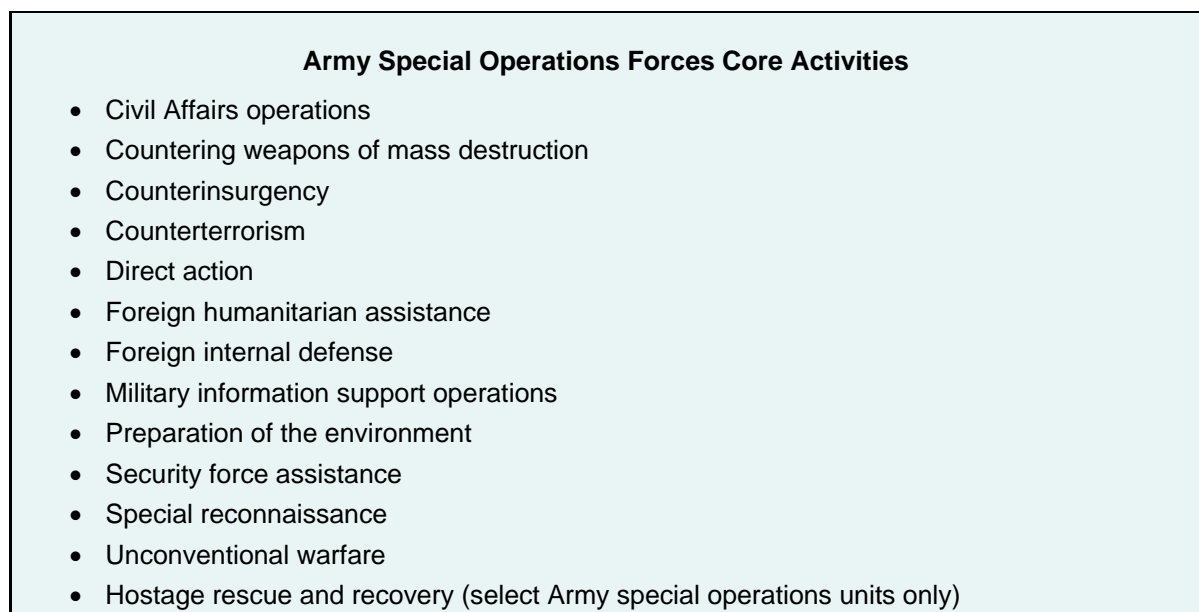 Army Special Operations Forces Core Activities
• Civil Affairs operations
• Countering weapons of mass destruction
• Counterinsurgency
• Counterterrorism
• Direct action
• Foreign humanitarian assistance
• Foreign internal defense
• Military information support operations
• Preparation of the environment
• Security force assistance
• Special reconnaissance
• Unconventional warfare
• Hostage rescue and recovery (select Army special operations units only)